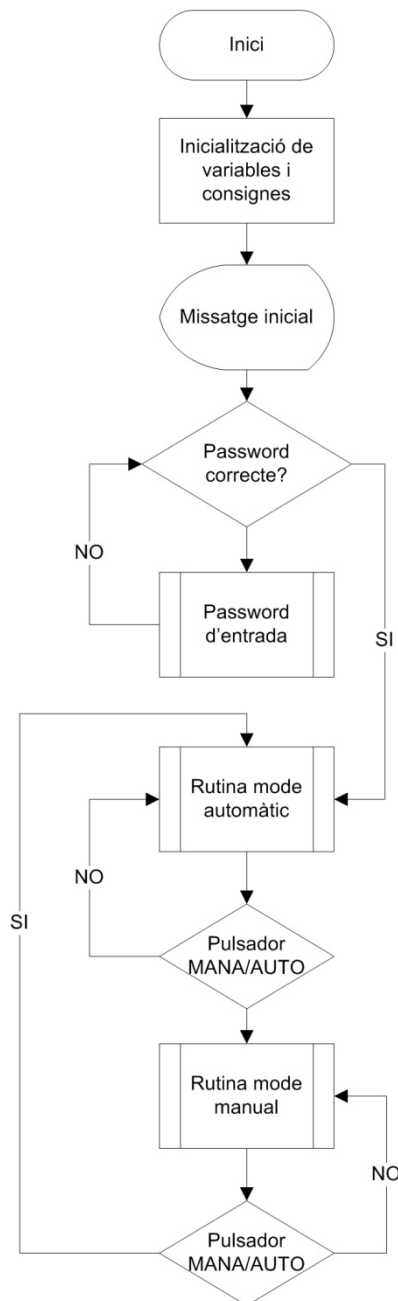 Inici
Inicialització de
variables i
consignes
Missatge inicial
Password
correcte?
NO
Password
d'entrada
SI
Rutina mode
automàtic
NO
SI
Pulsador
MANA/AUTO
Rutina mode
manual
NO
Pulsador
MANA/AUTO